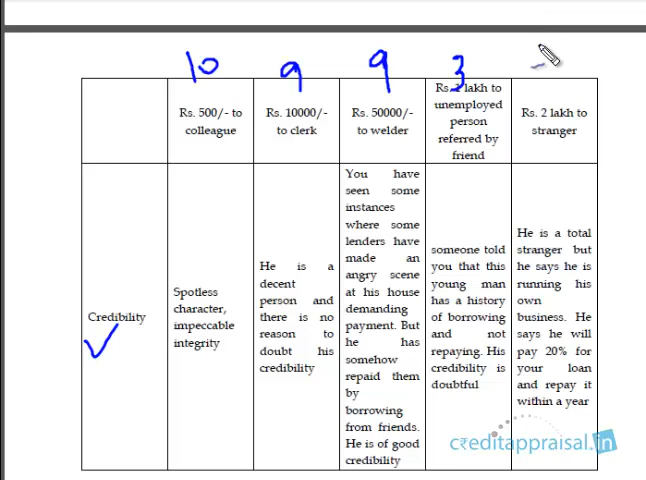 10 9 9 3
Rs. 500/- to
colleague
Rs. 10000/-
to clerk
Rs. 50000/-
to welder
Rs. lakh to
unemployed
person
referred by
friend
Rs. 2 lakh to
stranger
Credibility
Spotless
character,
impeccable
integrity
He is a
decent
person and
there is no
reason to
doubt his
credibility
You have
seen some
instances
where some
lenders have
made an
angry scene
at his house
demanding
payment. But
he has
somehow
repaid them
by
borrowing
from friends.
He is of good
credibility
someone told
you that this
young man
has a history
of borrowing
and not
repaying. His
credibility is
doubtful
He is a total
stranger but
he says he is
running his
own
business. He
says he will
pay 20% for
your loan
and repay it
within a year
creditappraisal.in